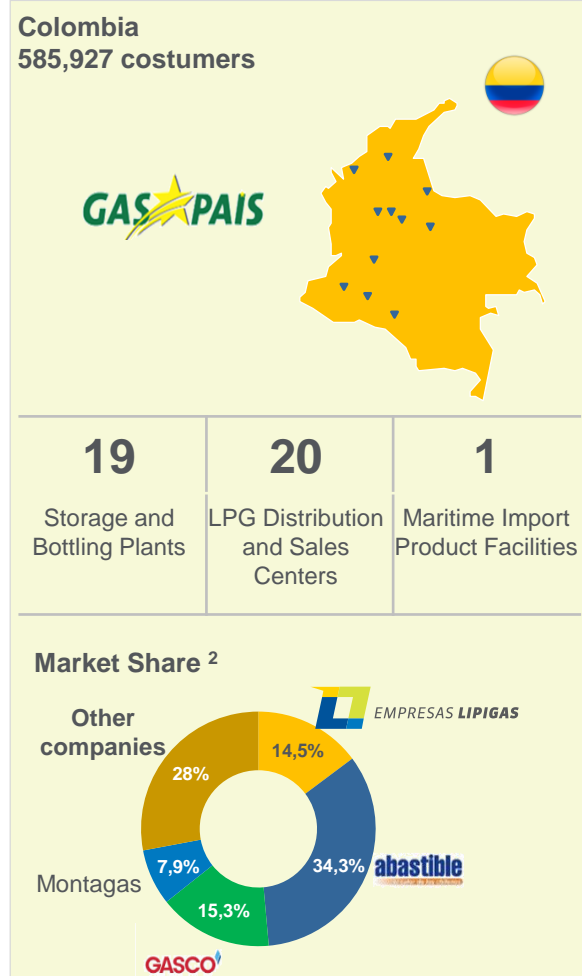 Colombia
585,927 costumers
GAS PAIS
19
Storage and
Bottling Plants
20
LPG Distribution
and Sales
Centers
1
Maritime Import
Product Facilities
Market Share 2
EMPRESAS LIPIGAS
Other
companies
14,5%
28%
34,3%
abastible
7,9%
Montagas
15,3%
GASCO